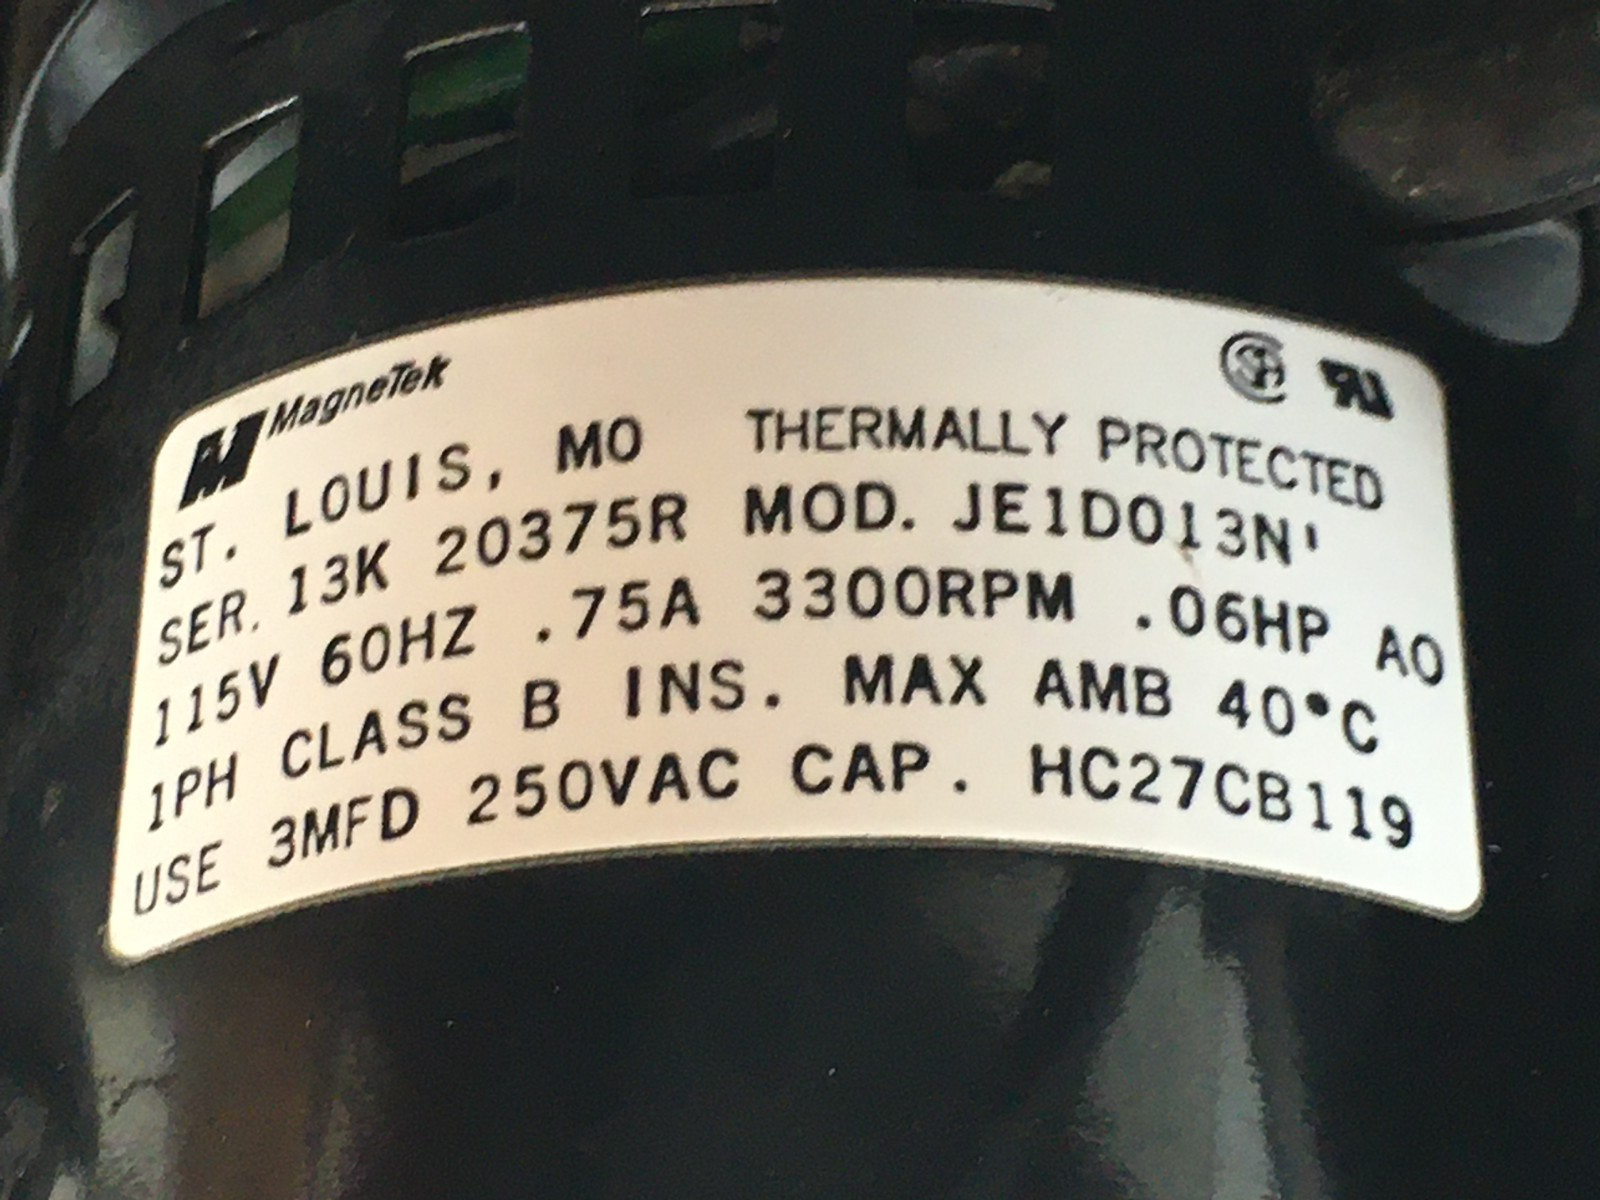 MagneTek
ST. LOUIS, MO THERMALLY PROTECTED
SER. 13K 20375R MOD. JE1D013N'
115V 60HZ .75A 3300RPM .06HP AO
1PH CLASS B INS. MAX AMB 40°C
USE 3MFD 250VAC CAP. HC27CB119